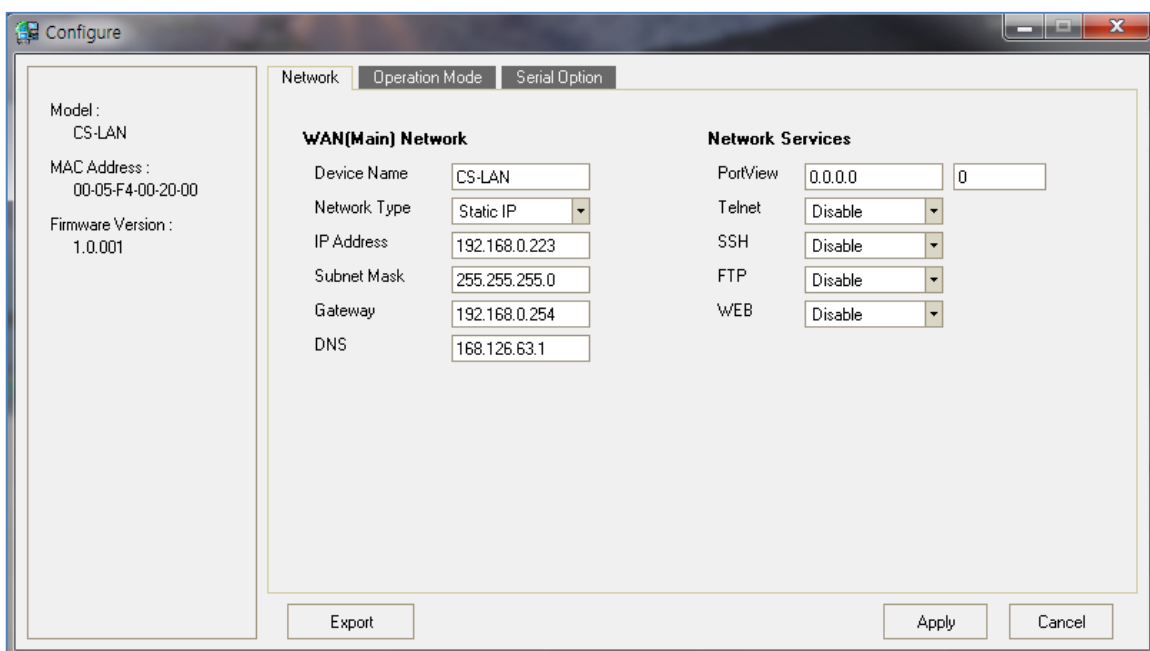 Configure
Network Operation Mode Serial Option
Model :
CS-LAN
MAC Address :
00-05-F4-00-20-00
Firmware Version :
1.0.001
WAN(Main) Network
Device Name CS-LAN
Network Type Static IP
IP Address 192.168.0.223
Subnet Mask 255.255.255.0
Gateway 192.168.0.254
DNS 168.126.63.1
Network Services
PortView 0.0.0.0 0
Telnet Disable
SSH Disable
FTP Disable
WEB Disable
Export Apply Cancel